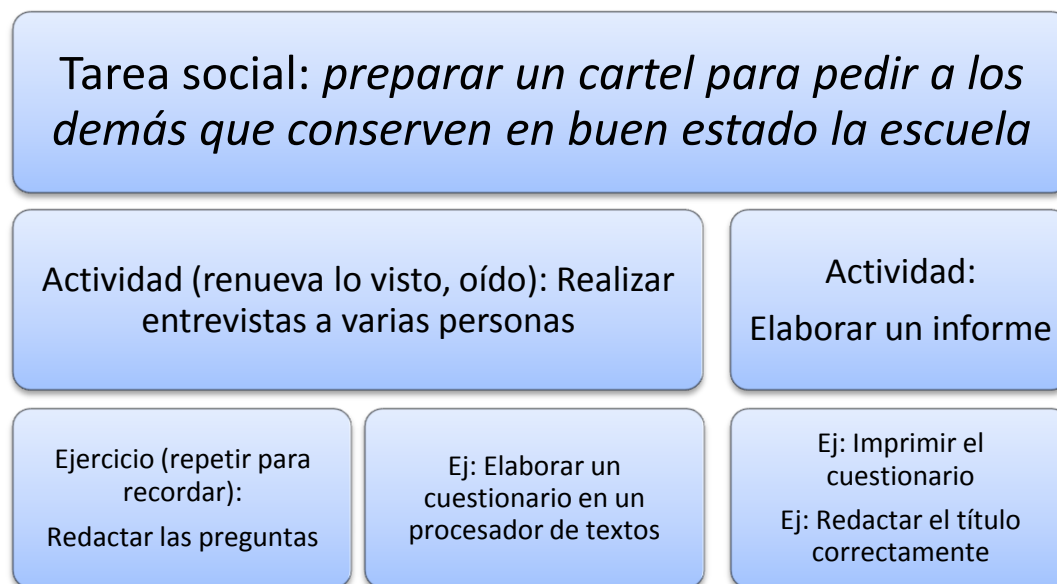 Tarea social: preparar un cartel para pedir a los
demás que conserven en buen estado la escuela
Actividad (renueva lo visto, oído): Realizar
entrevistas a varias personas
Actividad:
Elaborar un informe
Ejercicio (repetir para
recordar):
Redactar las preguntas
Ej: Elaborar un
cuestionario en un
procesador de textos
Ej: Imprimir el
cuestionario
Ej: Redactar el título
correctamente